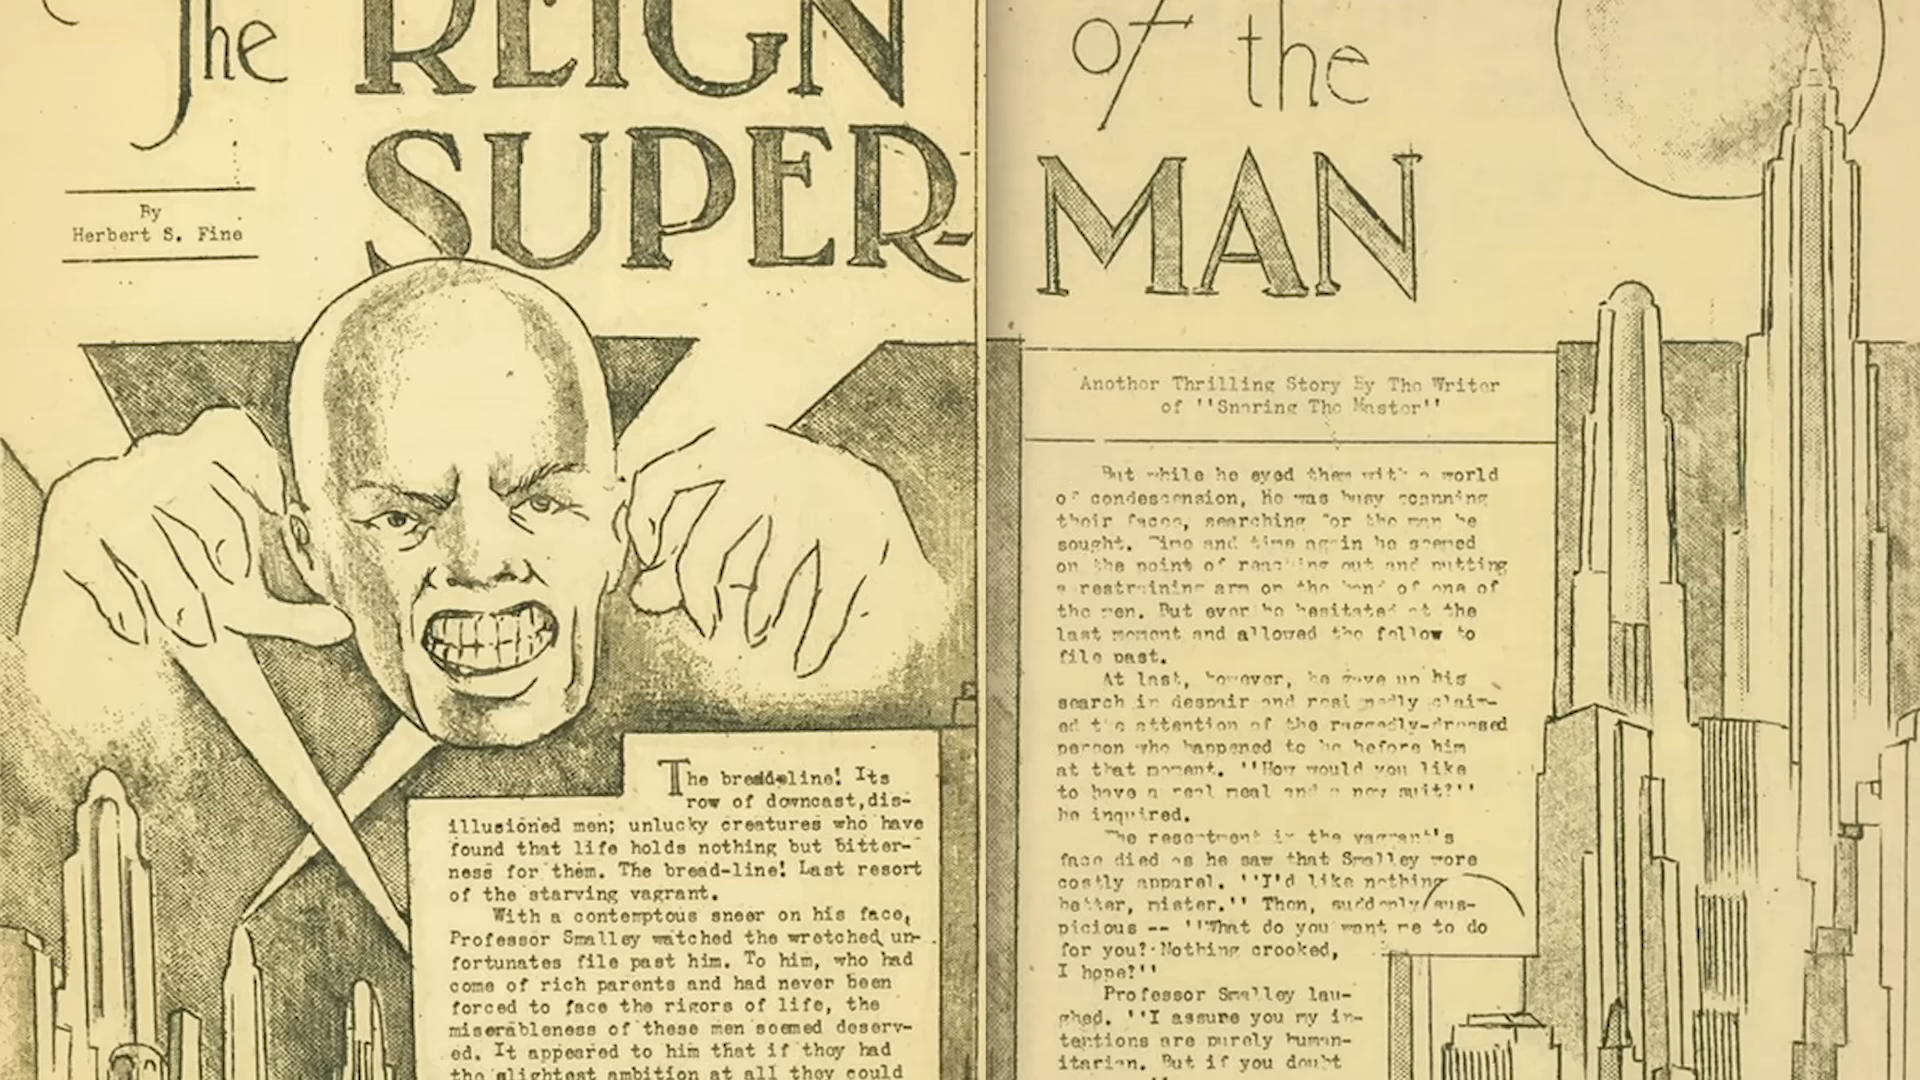 The REIGN
SUPER-
By
Herbert S. Fine
The bread-line! Its
row of downcast,dis-
illusioned men; unlucky creatures who have
found that life holds nothing but bitter-
ness for them. The bread-line! Last resort
of the starving vagrant.
With a contemptous sneer on his face,
Professor Smalley watched the wretched un-
fortunates file past him. To him, who had
come of rich parents and had never been
forced to face the rigors of life, the
miserableness of these men seemed deserv-
ed. It appeared to him that if they had
the slightest ambition at all they could
of the
MAN
Another Thrilling Story By The Writer
of ''Snaring The Master''
But while he eyed them with a world
of condescension, he was busy scanning
their faces, searching for the man he
sought. Time and time again he seemed
on the point of reaching out and putting
a restraining arm on the of one of
the men. But ever he hesitated at the
last moment and allowed the fellow to
file past.
At last, however, he gave up his
search in despair and resignedly claim-
ed the attention of the raggedly-dressed
person who happened to be before him
at that moment. ''How would you like
to have a real meal and a new suit?''
he inquired.
The resentment in the vagrant's
face died as he saw that Smalley wore
costly apparel. ''I'd like nothing
better, mister.'' Then, suddenly sus-
picious -- ''What do you want me to do
for you? Nothing crooked,
I hope?''
Professor Smalley lau-
ghed. ''I assure you my in-
tentions are purely human-
itarian. But if you doubt